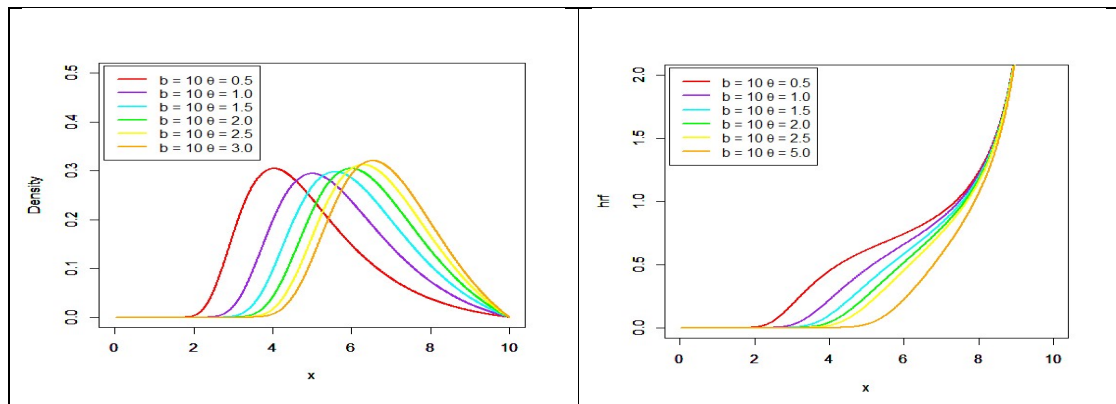 0.5
0.4
0.3
0.2
0.1
0.0
Density
b = 10 θ = 0.5
b = 10 θ = 1.0
b = 10 θ = 1.5
b = 10 θ = 2.0
b = 10 θ = 2.5
b = 10 θ = 3.0
0 2 4 6 8 10
x
2.0
1.5
1.0
0.5
0.0
hrf
b = 10 θ = 0.5
b = 10 θ = 1.0
b = 10 θ = 1.5
b = 10 θ = 2.0
b = 10 θ = 2.5
b = 10 θ = 5.0
0 2 4 6 8 10
x